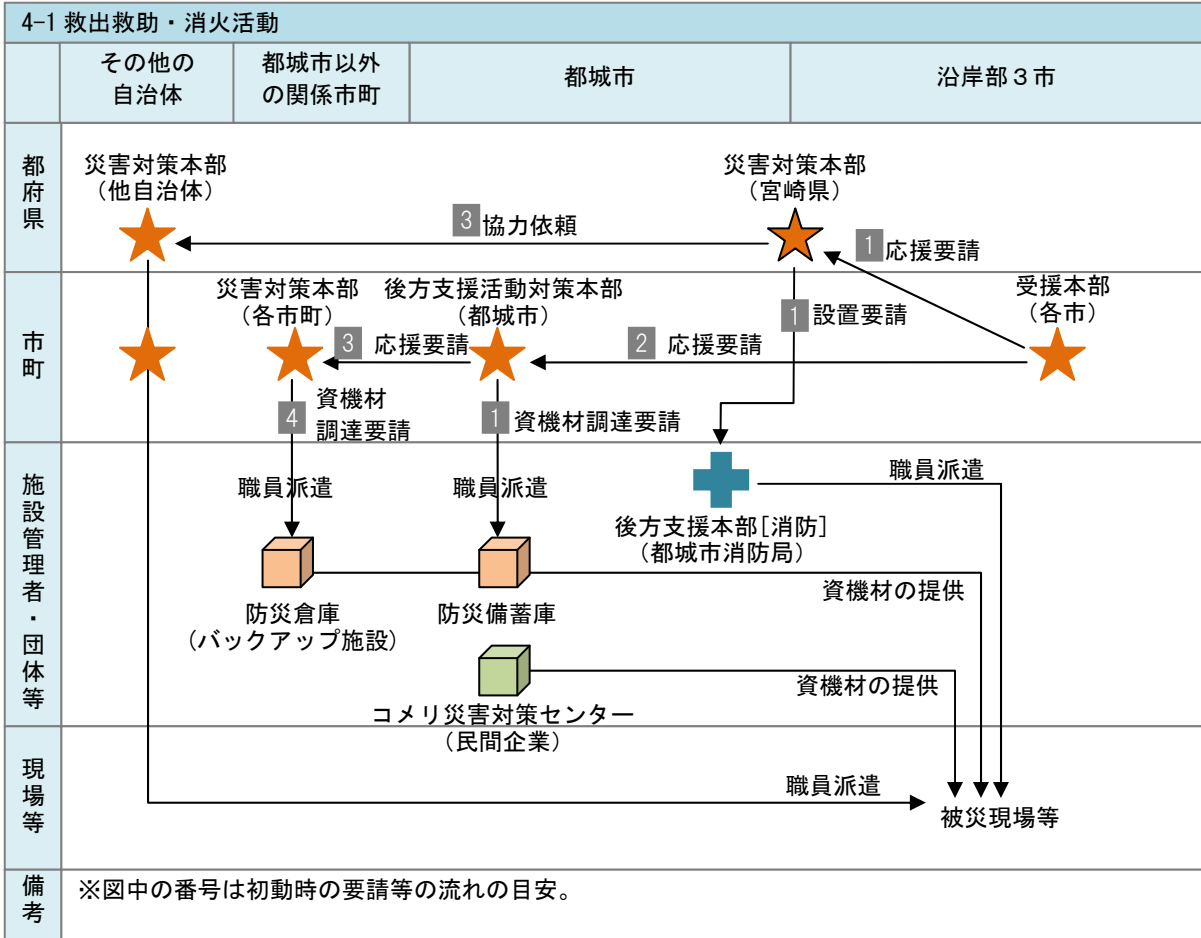 4-1 救出救助・消火活動
その他の
自治体
都城市以外
の関係市町
都城市
沿岸部３市
都府県
災害対策本部
（他自治体）
災害対策本部
（宮崎県）
3 協力依頼
1 応援要請
市町
災害対策本部
（各市町）
後方支援活動対策本部
（都城市）
1 設置要請
受援本部
（各市）
3 応援要請
2 応援要請
4 資機材
調達要請
1 資機材調達要請
施設管理者・団体等
職員派遣
職員派遣
職員派遣
後方支援本部[消防]
（都城市消防局）
防災倉庫
（バックアップ施設）
防災備蓄庫
資機材の提供
資機材の提供
コメリ災害対策センター
（民間企業）
現場等
職員派遣
被災現場等
備考
※図中の番号は初動時の要請等の流れの目安。